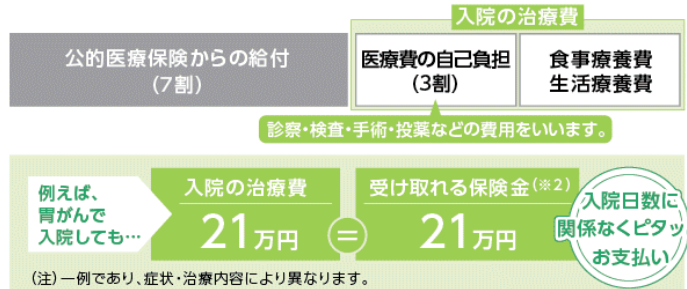 入院の治療費
公的医療保険からの給付
(7割)
医療費の自己負担
(3割)
食事療養費
生活療養費
診察・検査・手術・投薬などの費用をいいます。
例えば、
胃がんで
入院しても…
入院の治療費
21万円
=
受け取れる保険金(※2)
21万円
入院日数に
関係なくピタッと
お支払い
(注)一例であり、症状・治療内容により異なります。